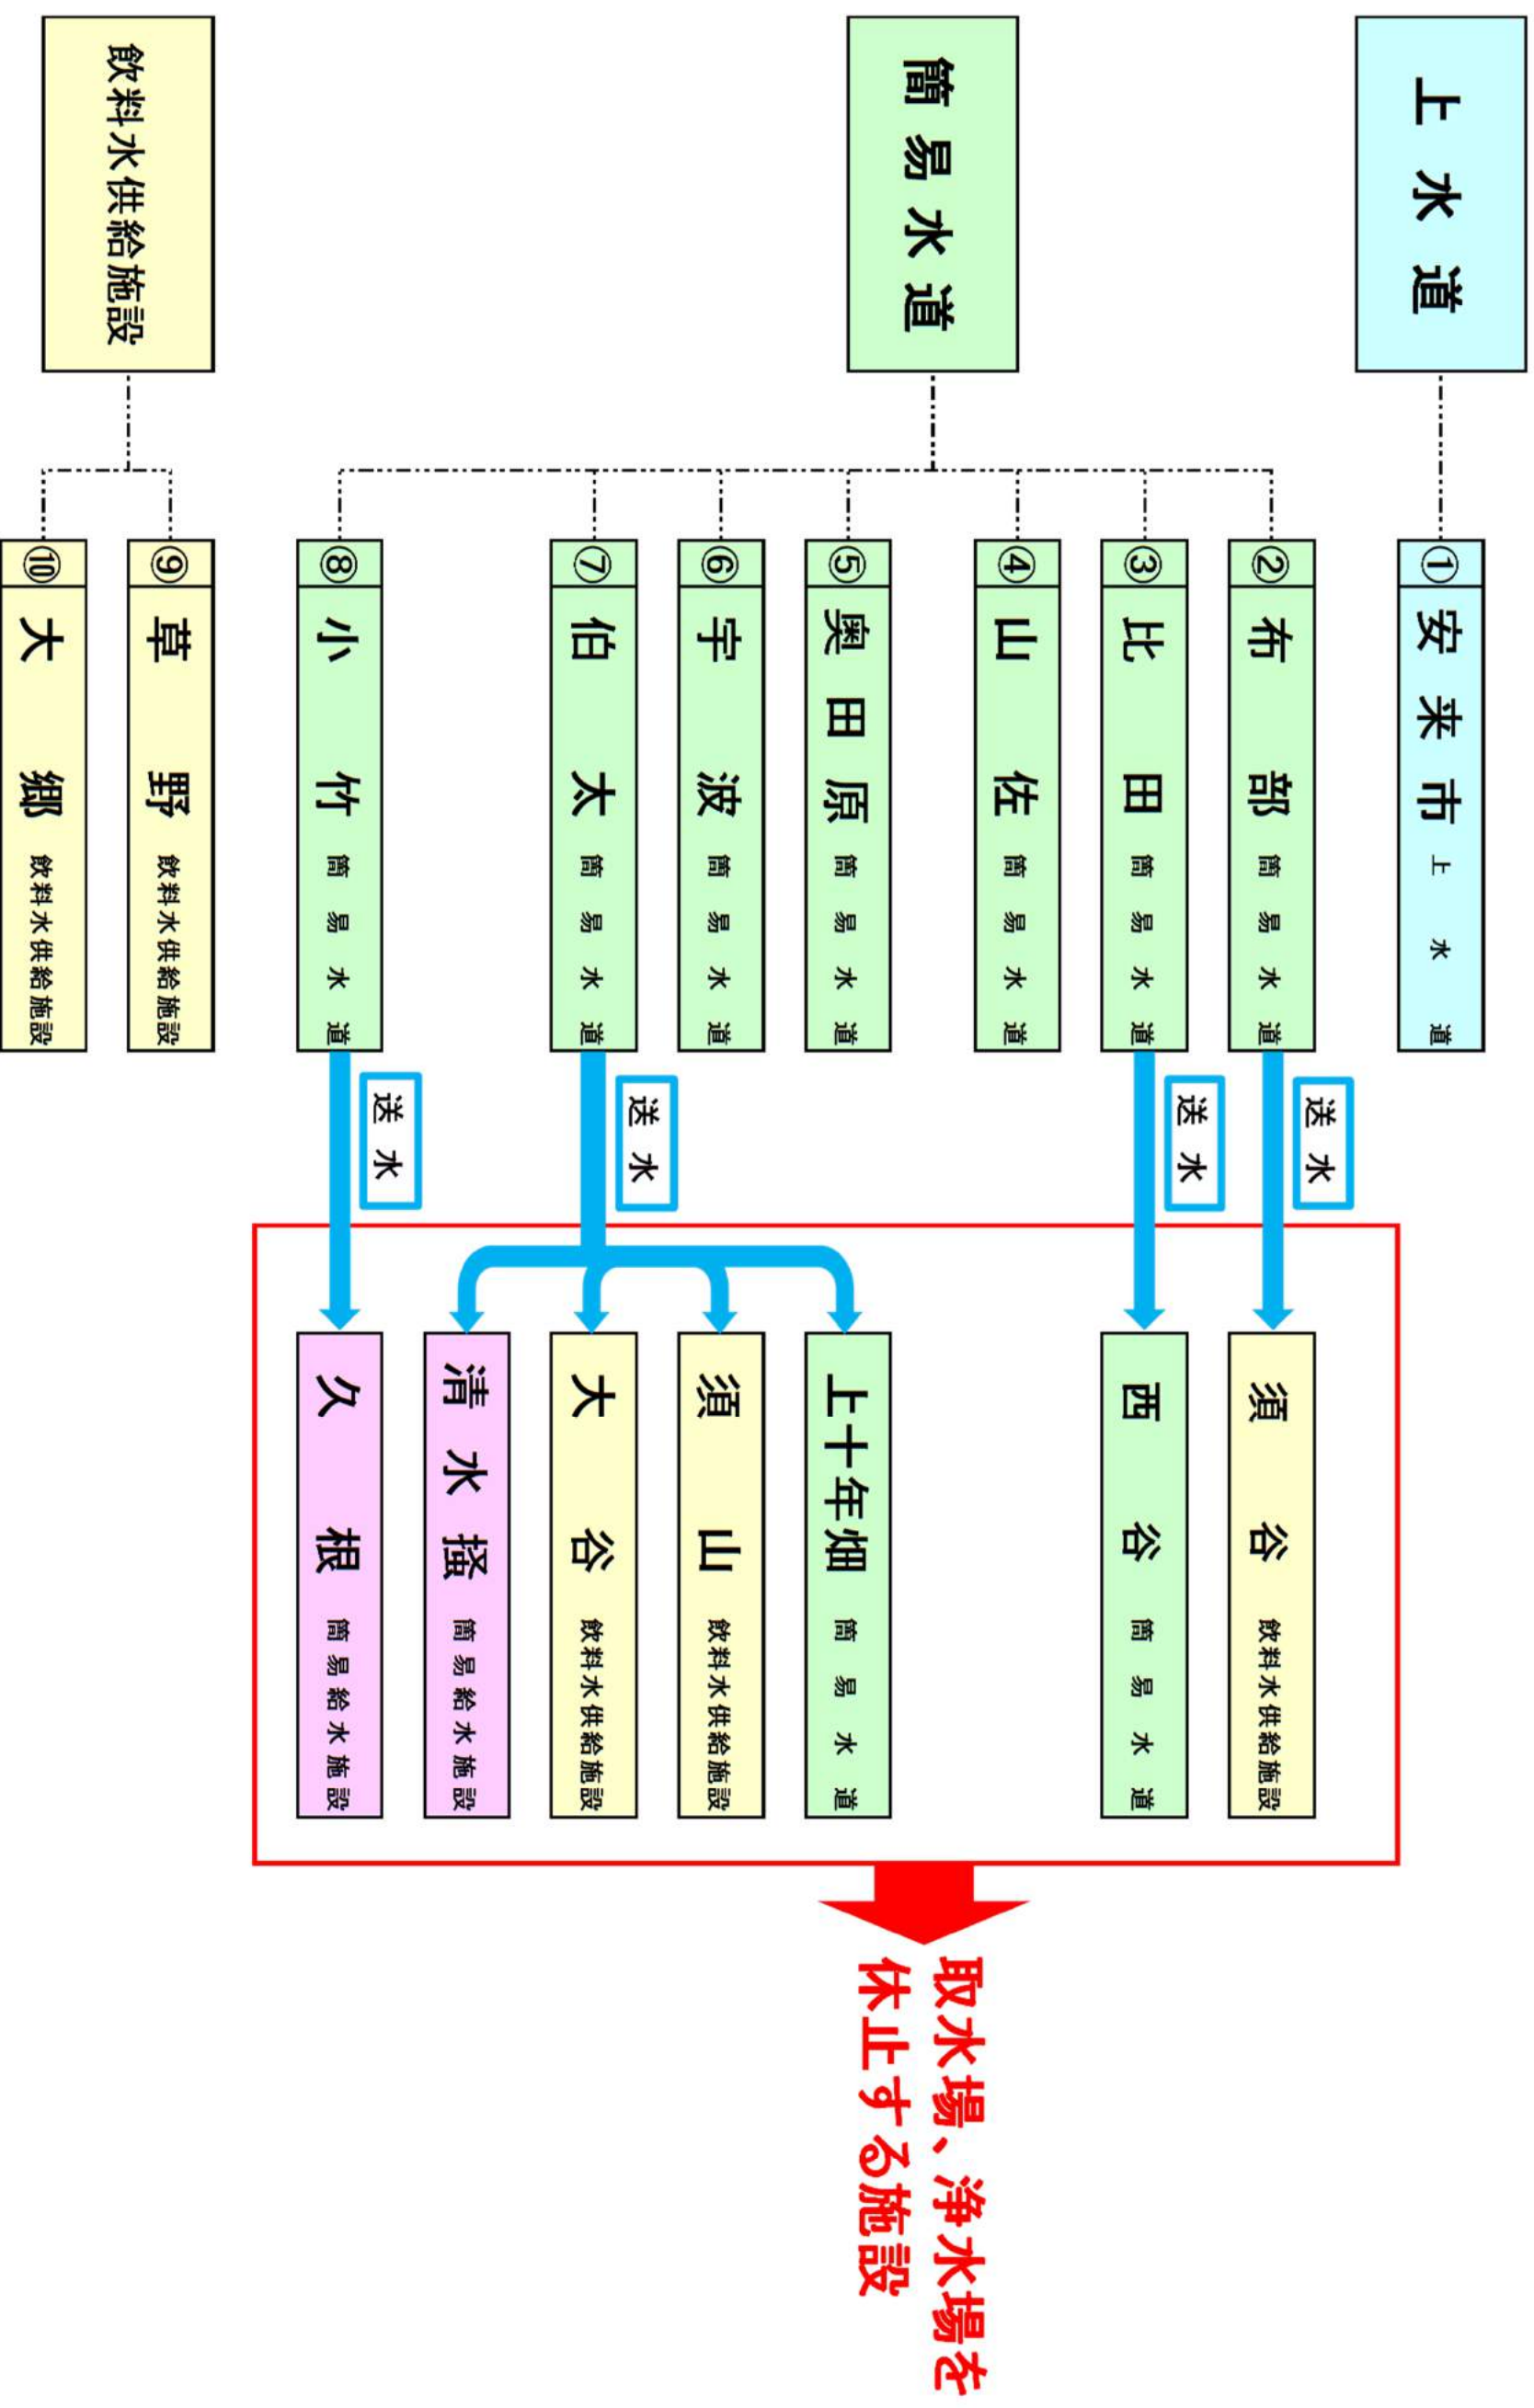 上水道
①安来市上水道
簡易水道
②布部簡易水道
送水
須谷飲料水供給施設
③比田簡易水道
送水
西谷簡易水道
④山佐簡易水道
⑤奥田原簡易水道
⑥宇波簡易水道
⑦伯太簡易水道
送水
上十年畑簡易水道
須山飲料水供給施設
大谷飲料水供給施設
清水掻簡易給水施設
⑧小竹簡易水道
送水
久根簡易給水施設
飲料水供給施設
⑨草野飲料水供給施設
⑩大郷飲料水供給施設
取水場、浄水場を
休止する施設